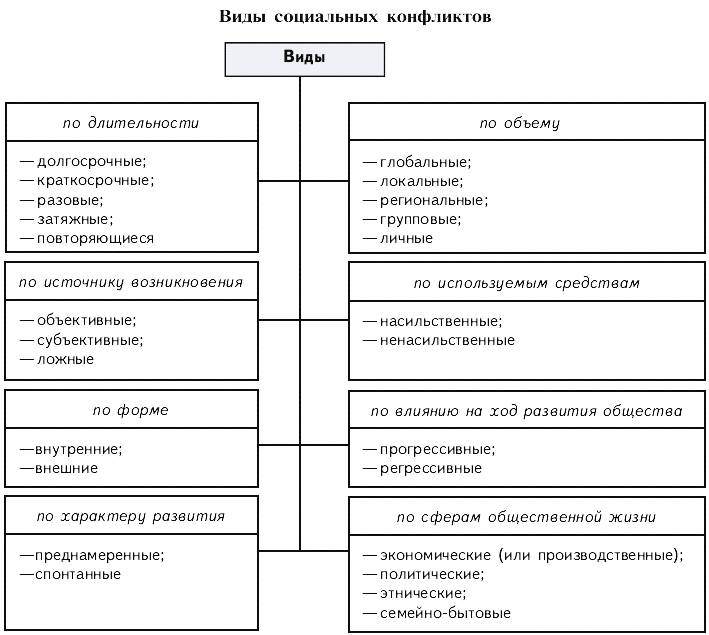 Виды социальных конфликтов
Виды
по длительности
— долгосрочные;
— краткосрочные;
— разовые;
— затяжные;
— повторяющиеся
по объему
— глобальные;
— локальные;
— региональные;
— групповые;
— личные
по источнику возникновения
— объективные;
— субъективные;
— ложные
по используемым средствам
— насильственные;
— ненасильственные
по форме
— внутренние;
— внешние
по влиянию на ход развития общества
— прогрессивные;
— регрессивные
по характеру развития
— преднамеренные;
— спонтанные
по сферам общественной жизни
— экономические (или производственные);
— политические;
— этнические;
— семейно-бытовые